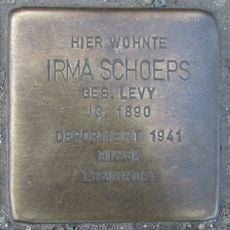 HIER WOHNTE
IRMA SCHOEPS
GEB. LEVY
JG. 1890
DEPORTIERT 1941
MINSK
ERMORDET